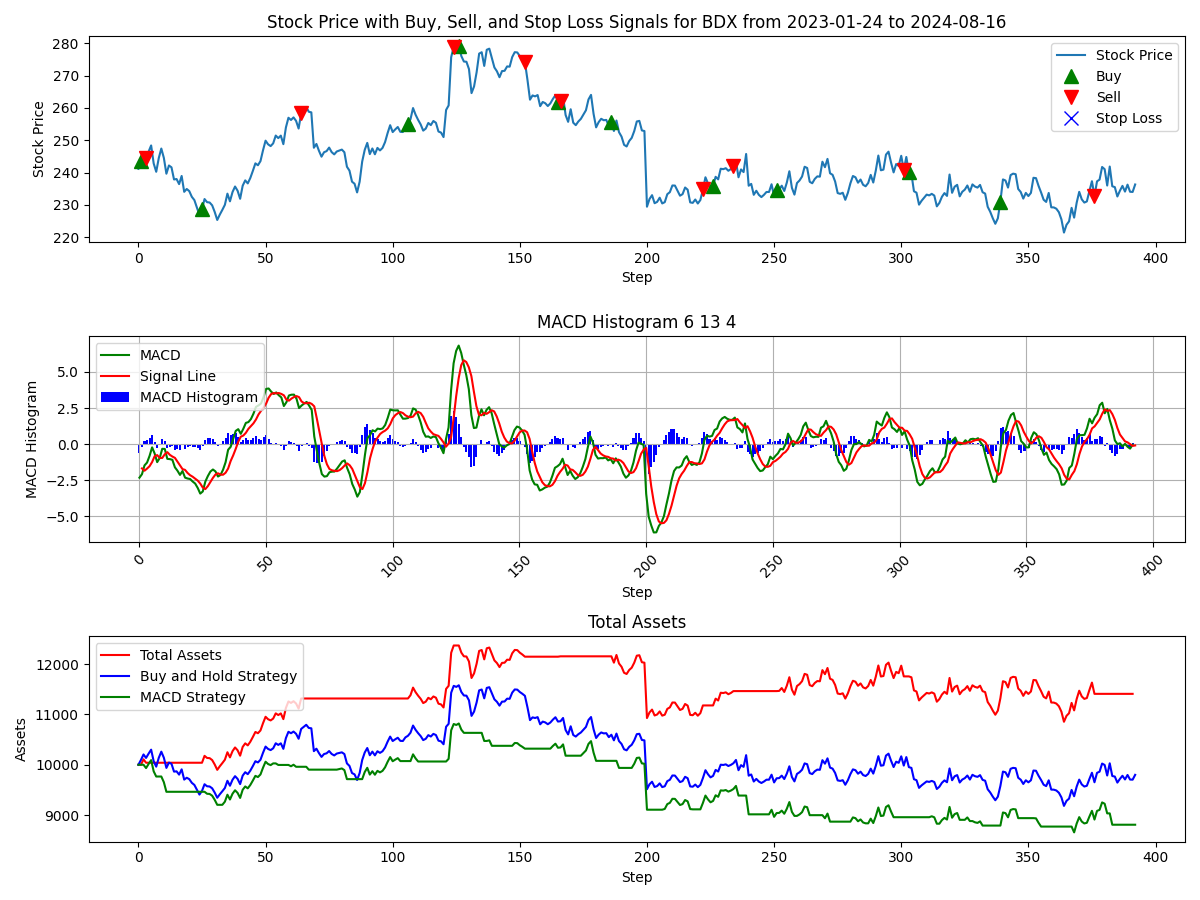 Stock Price with Buy, Sell, and Stop Loss Signals for BDX from 2023-01-24 to 2024-08-16
280
270
260
250
240
230
220
Stock Price
Stock Price
Buy
Sell
Stop Loss
0 50 100 150 200 250 300 350 400
Step
MACD Histogram 6 13 4
5.0
2.5
0.0
−2.5
−5.0
MACD Histogram
MACD
Signal Line
MACD Histogram
0 50 100 150 200 250 300 350 400
Step
Total Assets
12000
11000
10000
9000
Assets
Total Assets
Buy and Hold Strategy
MACD Strategy
0 50 100 150 200 250 300 350 400
Step